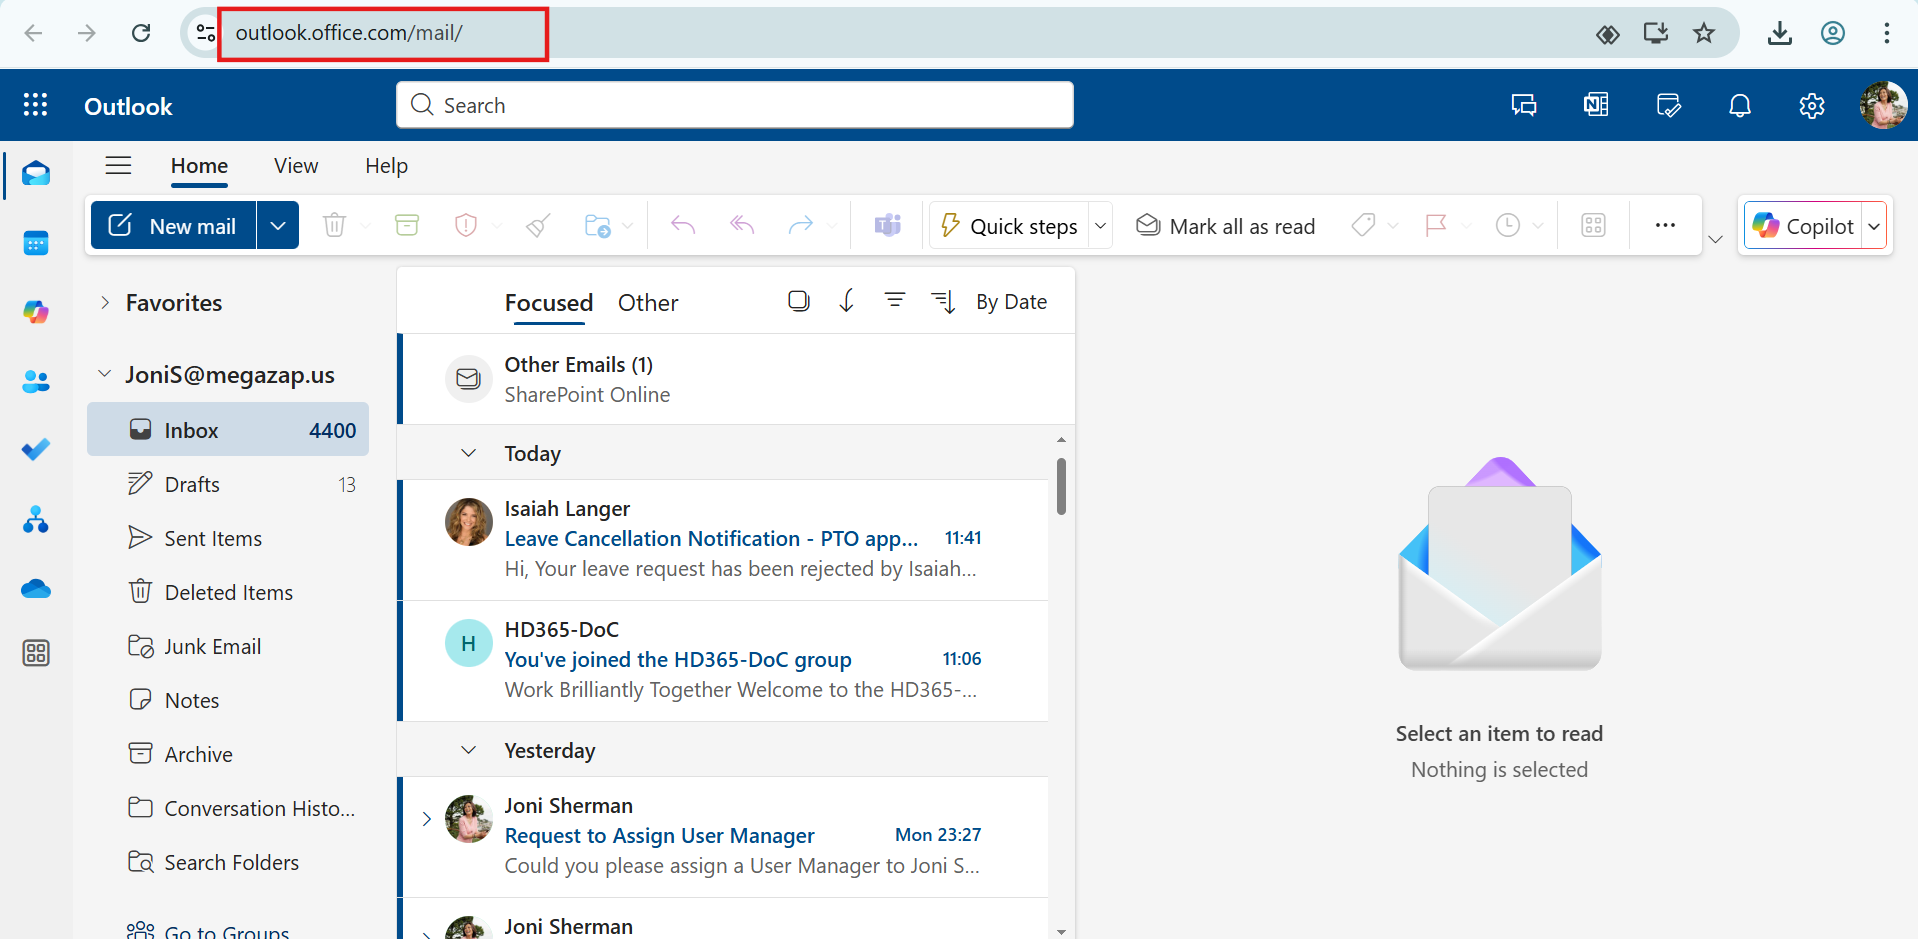 outlook.office.com/mail/
Outlook
Search
Home View Help
New mail
Quick steps
Mark all as read
Copilot
Favorites
JoniS@megazap.us
Inbox 4400
Drafts 13
Sent Items
Deleted Items
Junk Email
Notes
Archive
Conversation Histo...
Search Folders
Go to Groups
Focused Other By Date
Other Emails (1)
SharePoint Online
Today
Isaiah Langer
Leave Cancellation Notification - PTO app... 11:41
Hi, Your leave request has been rejected by Isaiah...
H
HD365-DoC
You've joined the HD365-DoC group 11:06
Work Brilliantly Together Welcome to the HD365-...
Yesterday
Joni Sherman
Request to Assign User Manager Mon 23:27
Could you please assign a User Manager to Joni S...
Joni Sherman
Select an item to read
Nothing is selected